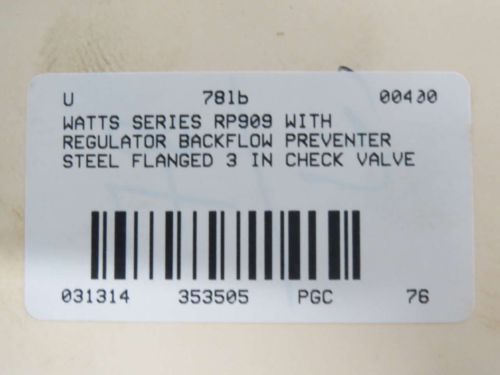 U 781b 00400
WATTS SERIES RP909 WITH
REGULATOR BACKFLOW PREVENTER
STEEL FLANGED 3 IN CHECK VALVE
031314 353505 PGC 76